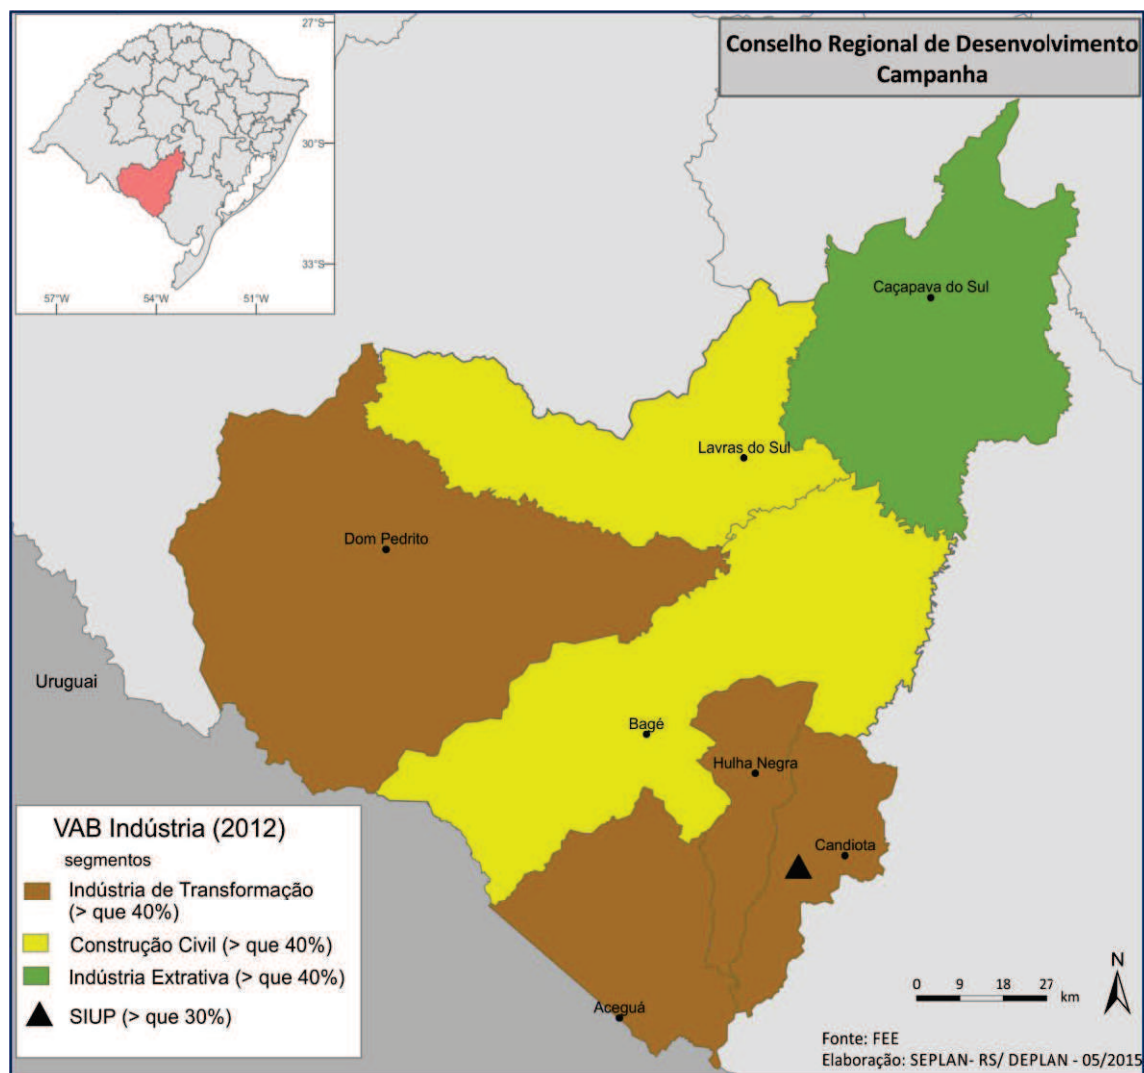 Conselho Regional de Desenvolvimento
Campanha
27°S
30°S
33°S
57°W
54°W
51°W
Caçapava do Sul
Lavras do Sul
Dom Pedrito
Uruguai
Bagé
Hulha Negra
Candiota
Aceguá
VAB Indústria (2012)
segmentos
Indústria de Transformação
(> que 40%)
Construção Civil (> que 40%)
Indústria Extrativa (> que 40%)
SIUP (> que 30%)
N
0 9 18 27
km
Fonte: FEE
Elaboração: SEPLAN- RS/ DEPLAN - 05/2015